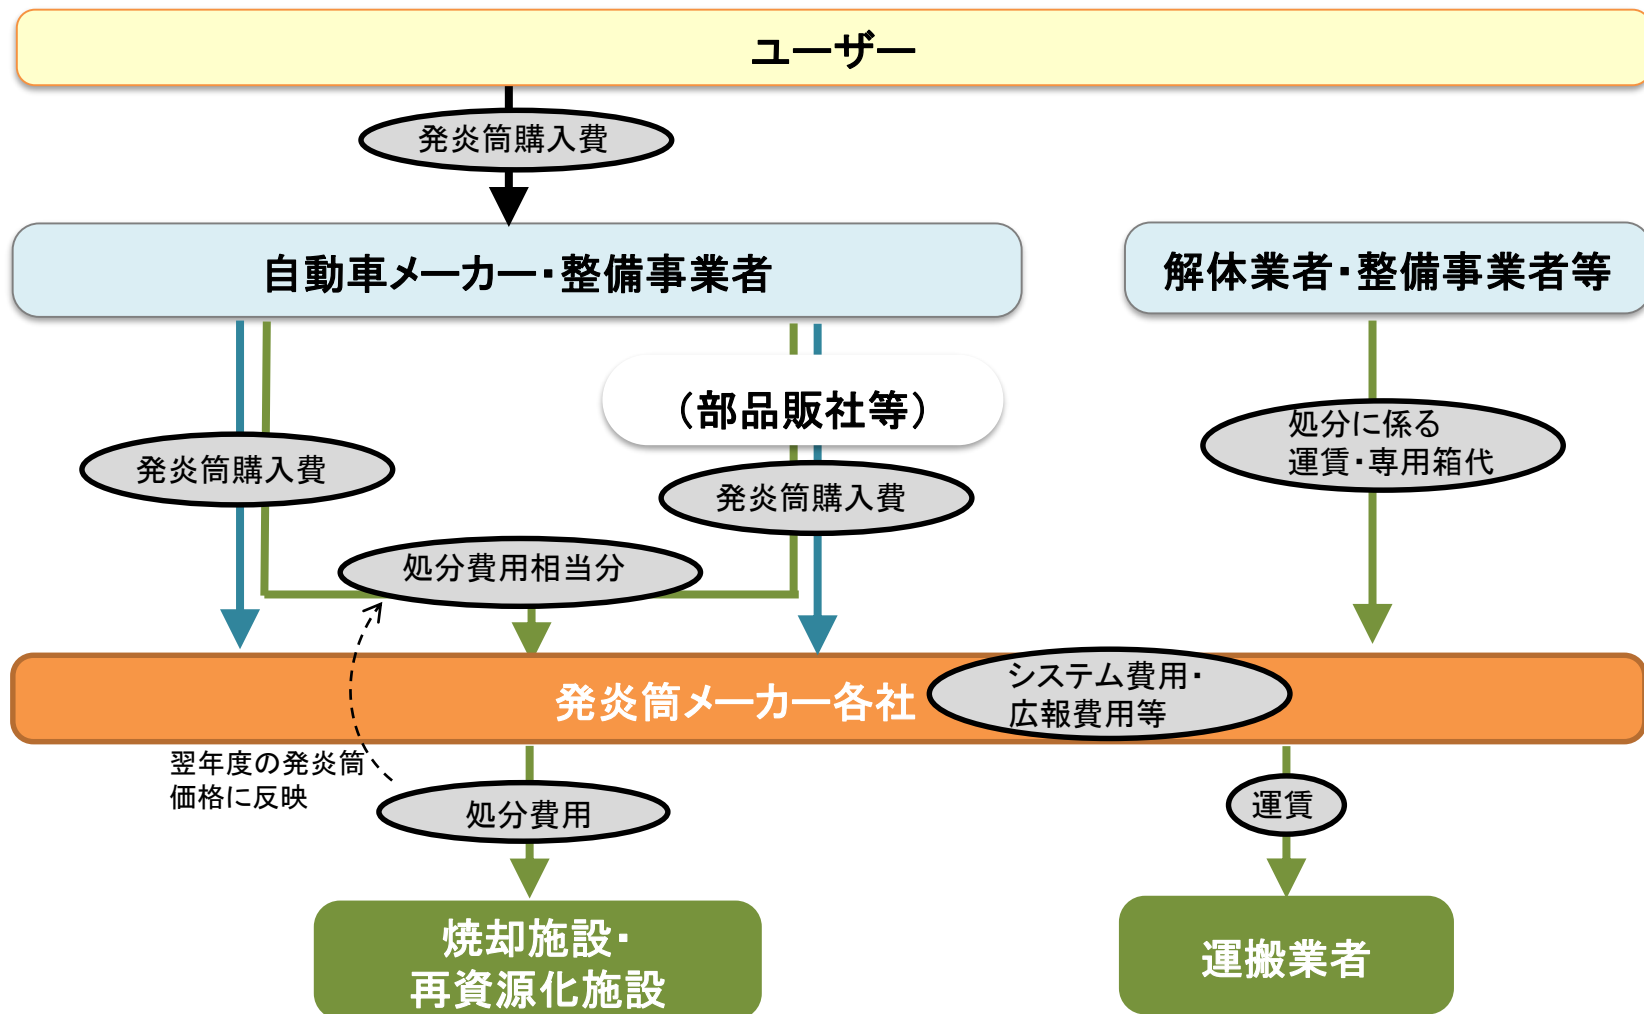 ユーザー
発炎筒購入費
自動車メーカー・整備事業者
解体業者・整備事業者等
（部品販社等）
処分に係る
運賃・専用箱代
発炎筒購入費
発炎筒購入費
処分費用相当分
発炎筒メーカー各社
システム費用・
広報費用等
翌年度の発炎筒
価格に反映
処分費用
運賃
焼却施設・
再資源化施設
運搬業者